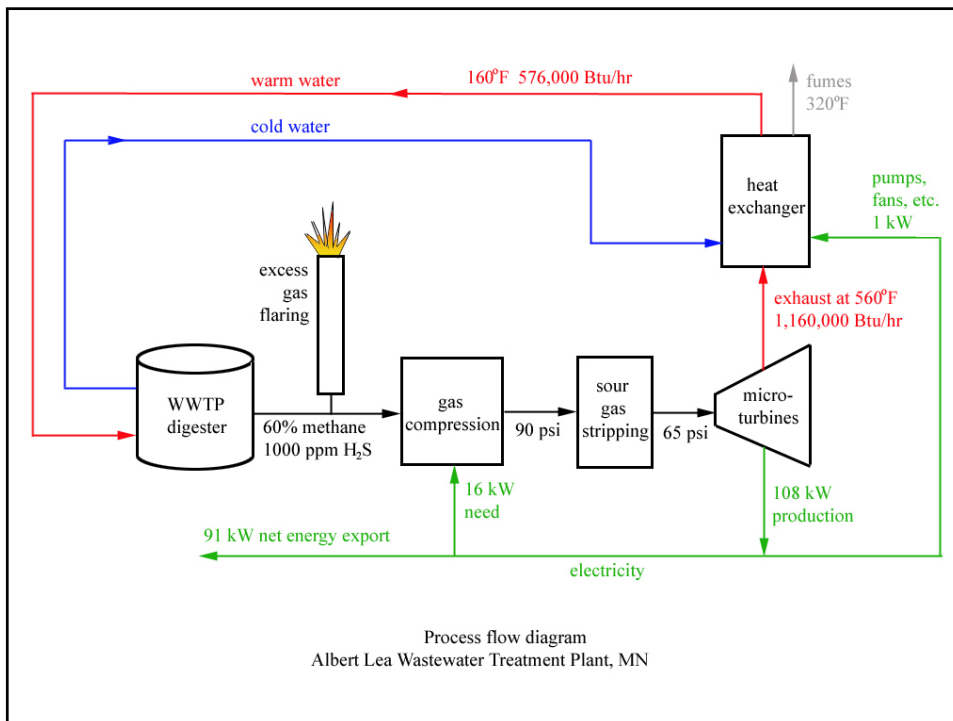 warm water
160°F 576,000 Btu/hr
fumes
320°F
cold water
heat
exchanger
pumps,
fans, etc.
1 kW
excess
gas
flaring
exhaust at 560°F
1,160,000 Btu/hr
WWTP
digester
60% methane
1000 ppm H₂S
gas
compression
90 psi
sour
gas
stripping
65 psi
micro-
turbines
16 kW
need
108 kW
production
91 kW net energy export
electricity
Process flow diagram
Albert Lea Wastewater Treatment Plant, MN